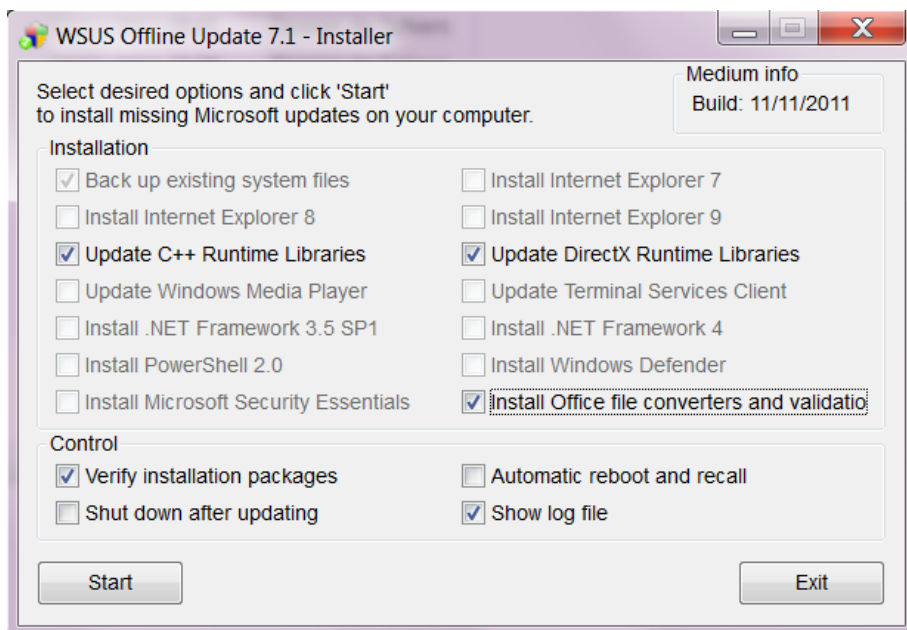 WSUS Offline Update 7.1 - Installer
Select desired options and click 'Start'
to install missing Microsoft updates on your computer.
Medium info
Build: 11/11/2011
Installation
Back up existing system files
Install Internet Explorer 7
Install Internet Explorer 8
Install Internet Explorer 9
Update C++ Runtime Libraries
Update DirectX Runtime Libraries
Update Windows Media Player
Update Terminal Services Client
Install .NET Framework 3.5 SP1
Install .NET Framework 4
Install PowerShell 2.0
Install Windows Defender
Install Microsoft Security Essentials
Install Office file converters and validatio
Control
Verify installation packages
Automatic reboot and recall
Shut down after updating
Show log file
Start
Exit